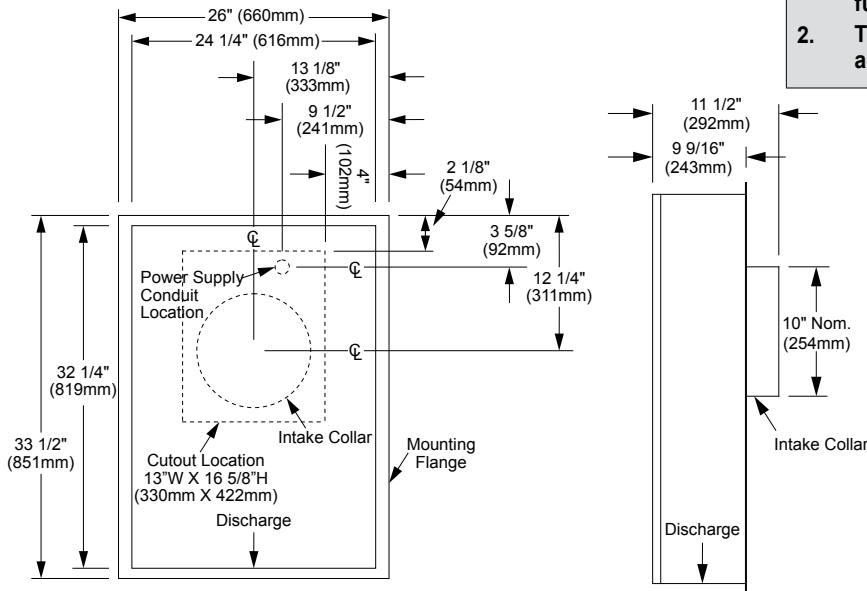 26" (660mm)
24 1/4" (616mm)
13 1/8"
(333mm)
9 1/2"
(241mm)
4"
(102mm)
2 1/8"
(54mm)
3 5/8"
(92mm)
12 1/4"
(311mm)
℄
Power Supply
Conduit
Location
℄
℄
32 1/4"
(819mm)
33 1/2"
(851mm)
Intake Collar
Cutout Location
13"W X 16 5/8"H
(330mm X 422mm)
Mounting
Flange
Discharge
2.
11 1/2"
(292mm)
9 9/16"
(243mm)
10" Nom.
(254mm)
Intake Collar
Discharge